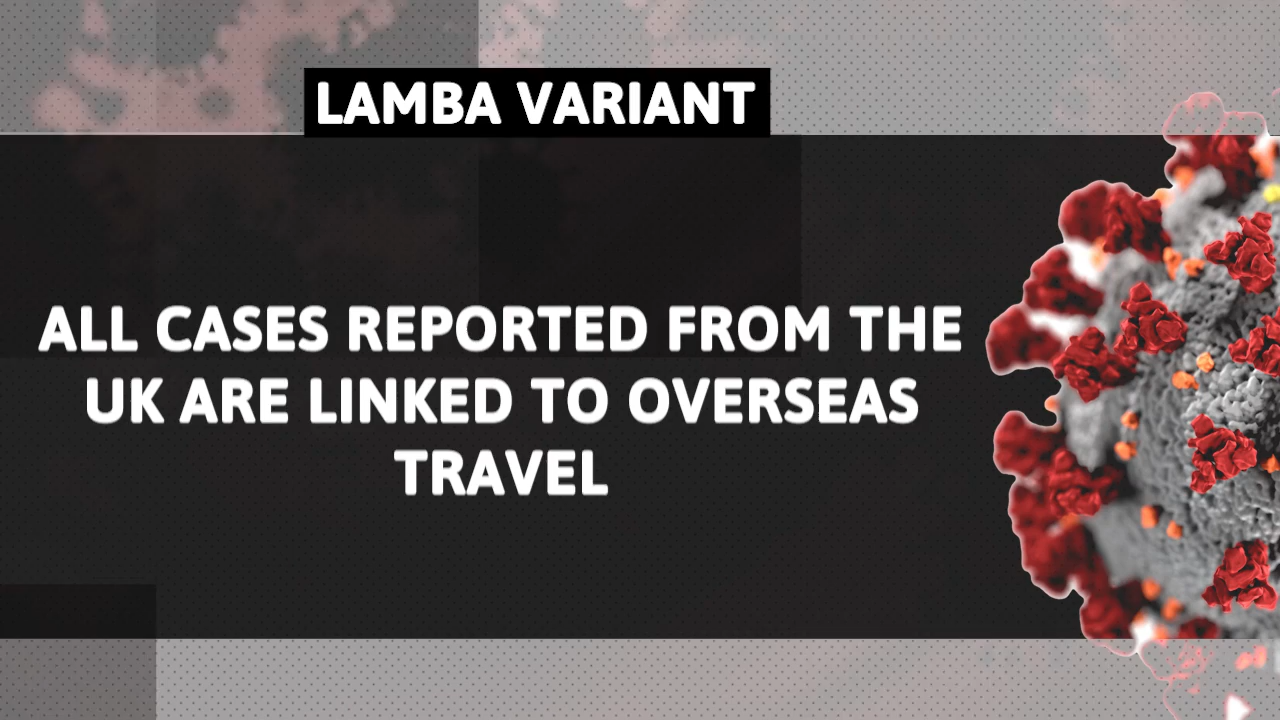 LAMBA VARIANT
ALL CASES REPORTED FROM THE
UK ARE LINKED TO OVERSEAS
TRAVEL